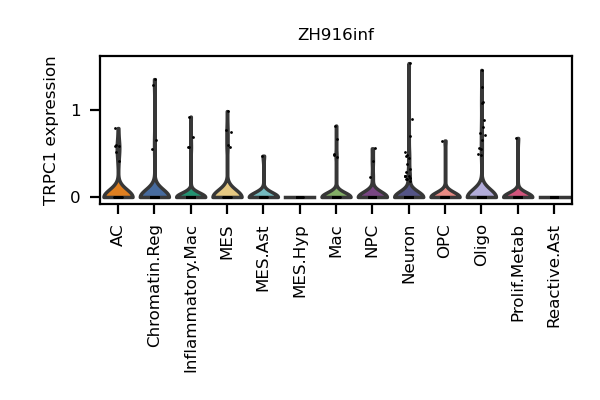 ZH916inf
TRPC1 expression
1
0
AC
Chromatin.Reg
Inflammatory.Mac
MES
MES.Ast
MES.Hyp
Mac
NPC
Neuron
OPC
Oligo
Prolif.Metab
Reactive.Ast